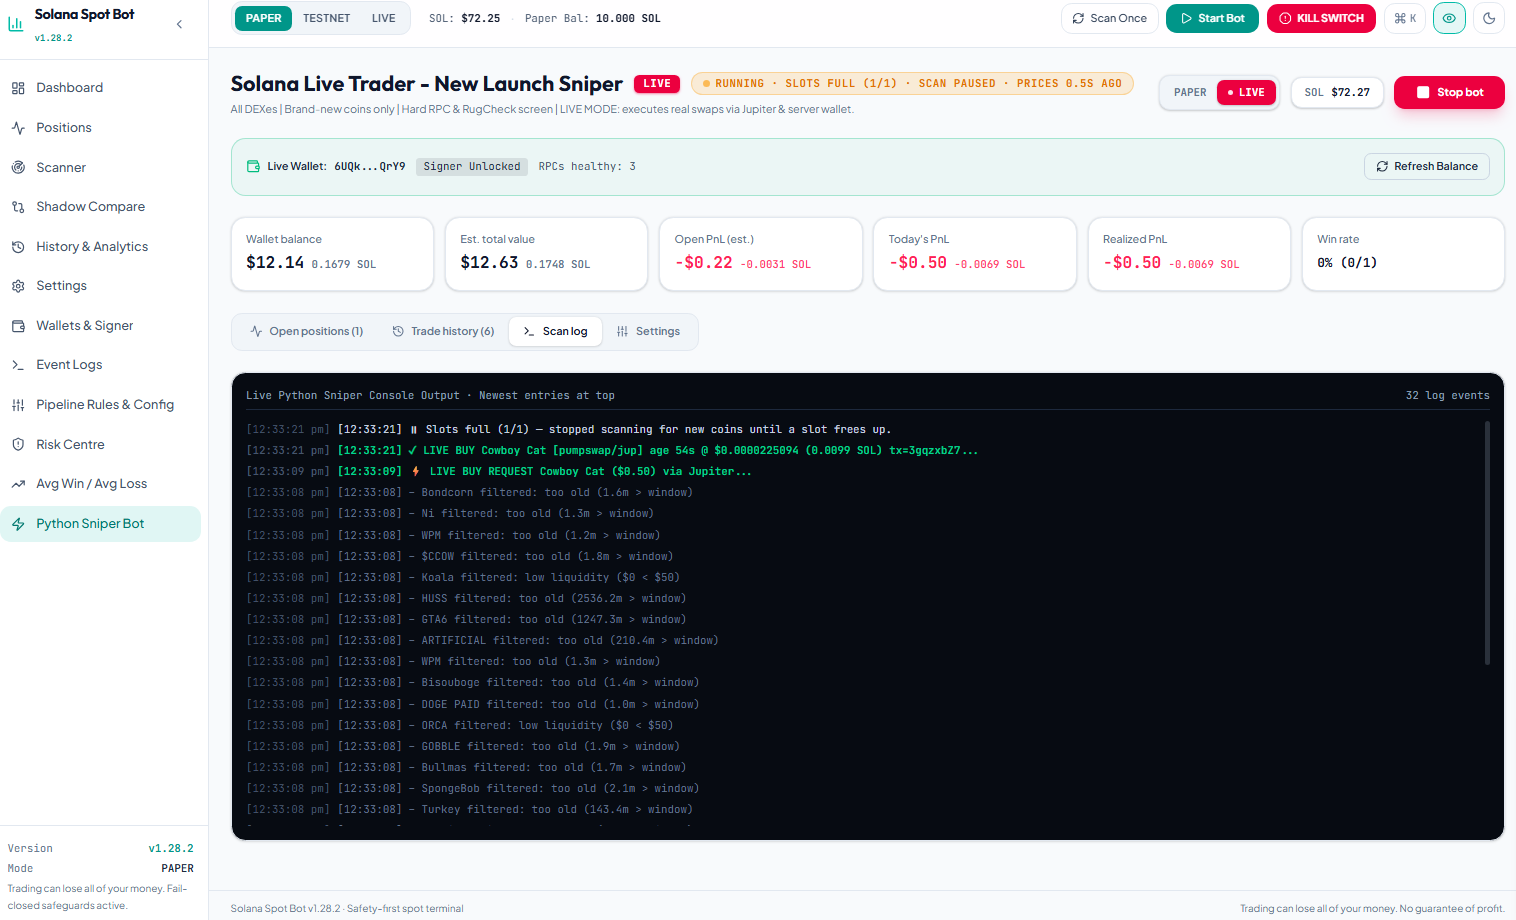 Solana Spot Bot
v1.28.2
PAPER TESTNET LIVE SOL: $72.25 · Paper Bal: 10.000 SOL
Scan Once Start Bot KILL SWITCH ⌘ K
Dashboard
Positions
Scanner
Shadow Compare
History & Analytics
Settings
Wallets & Signer
Event Logs
Pipeline Rules & Config
Risk Centre
Avg Win / Avg Loss
Python Sniper Bot
Version v1.28.2
Mode PAPER
Trading can lose all of your money. Fail-
closed safeguards active.
Solana Live Trader - New Launch Sniper LIVE RUNNING · SLOTS FULL (1/1) · SCAN PAUSED · PRICES 0.5S AGO
PAPER LIVE SOL $72.27 Stop bot
All DEXes | Brand-new coins only | Hard RPC & RugCheck screen | LIVE MODE: executes real swaps via Jupiter & server wallet.
Live Wallet: 6UQk...QrY9 Signer Unlocked RPCs healthy: 3 Refresh Balance
Wallet balance
$12.14 0.1679 SOL
Est. total value
$12.63 0.1748 SOL
Open PnL (est.)
-$0.22 -0.0031 SOL
Today's PnL
-$0.50 -0.0069 SOL
Realized PnL
-$0.50 -0.0069 SOL
Win rate
0% (0/1)
Open positions (1) Trade history (6) Scan log Settings
Live Python Sniper Console Output · Newest entries at top 32 log events
[12:33:21 pm] [12:33:21] ⏸ Slots full (1/1) — stopped scanning for new coins until a slot frees up.
[12:33:21 pm] [12:33:21] ✓ LIVE BUY Cowboy Cat [pumpswap/jup] age 54s @ $0.0000225094 (0.0099 SOL) tx=3gqzxbZ7...
[12:33:09 pm] [12:33:09] ⚡ LIVE BUY REQUEST Cowboy Cat ($0.50) via Jupiter...
[12:33:08 pm] [12:33:08] – Bondcorn filtered: too old (1.6m > window)
[12:33:08 pm] [12:33:08] – Ni filtered: too old (1.3m > window)
[12:33:08 pm] [12:33:08] – WPM filtered: too old (1.2m > window)
[12:33:08 pm] [12:33:08] – $CCOW filtered: too old (1.8m > window)
[12:33:08 pm] [12:33:08] – Koala filtered: low liquidity ($0 < $50)
[12:33:08 pm] [12:33:08] – HUSS filtered: too old (2536.2m > window)
[12:33:08 pm] [12:33:08] – GTA6 filtered: too old (1247.3m > window)
[12:33:08 pm] [12:33:08] – ARTIFICIAL filtered: too old (210.4m > window)
[12:33:08 pm] [12:33:08] – WPM filtered: too old (1.3m > window)
[12:33:08 pm] [12:33:08] – Bisouboge filtered: too old (1.4m > window)
[12:33:08 pm] [12:33:08] – DOGE PAID filtered: too old (1.0m > window)
[12:33:08 pm] [12:33:08] – ORCA filtered: low liquidity ($0 < $50)
[12:33:08 pm] [12:33:08] – GOBBLE filtered: too old (1.9m > window)
[12:33:08 pm] [12:33:08] – Bullmas filtered: too old (1.7m > window)
[12:33:08 pm] [12:33:08] – SpongeBob filtered: too old (2.1m > window)
[12:33:08 pm] [12:33:08] – Turkey filtered: too old (143.4m > window)
Solana Spot Bot v1.28.2 · Safety-first spot terminal
Trading can lose all of your money. No guarantee of profit.